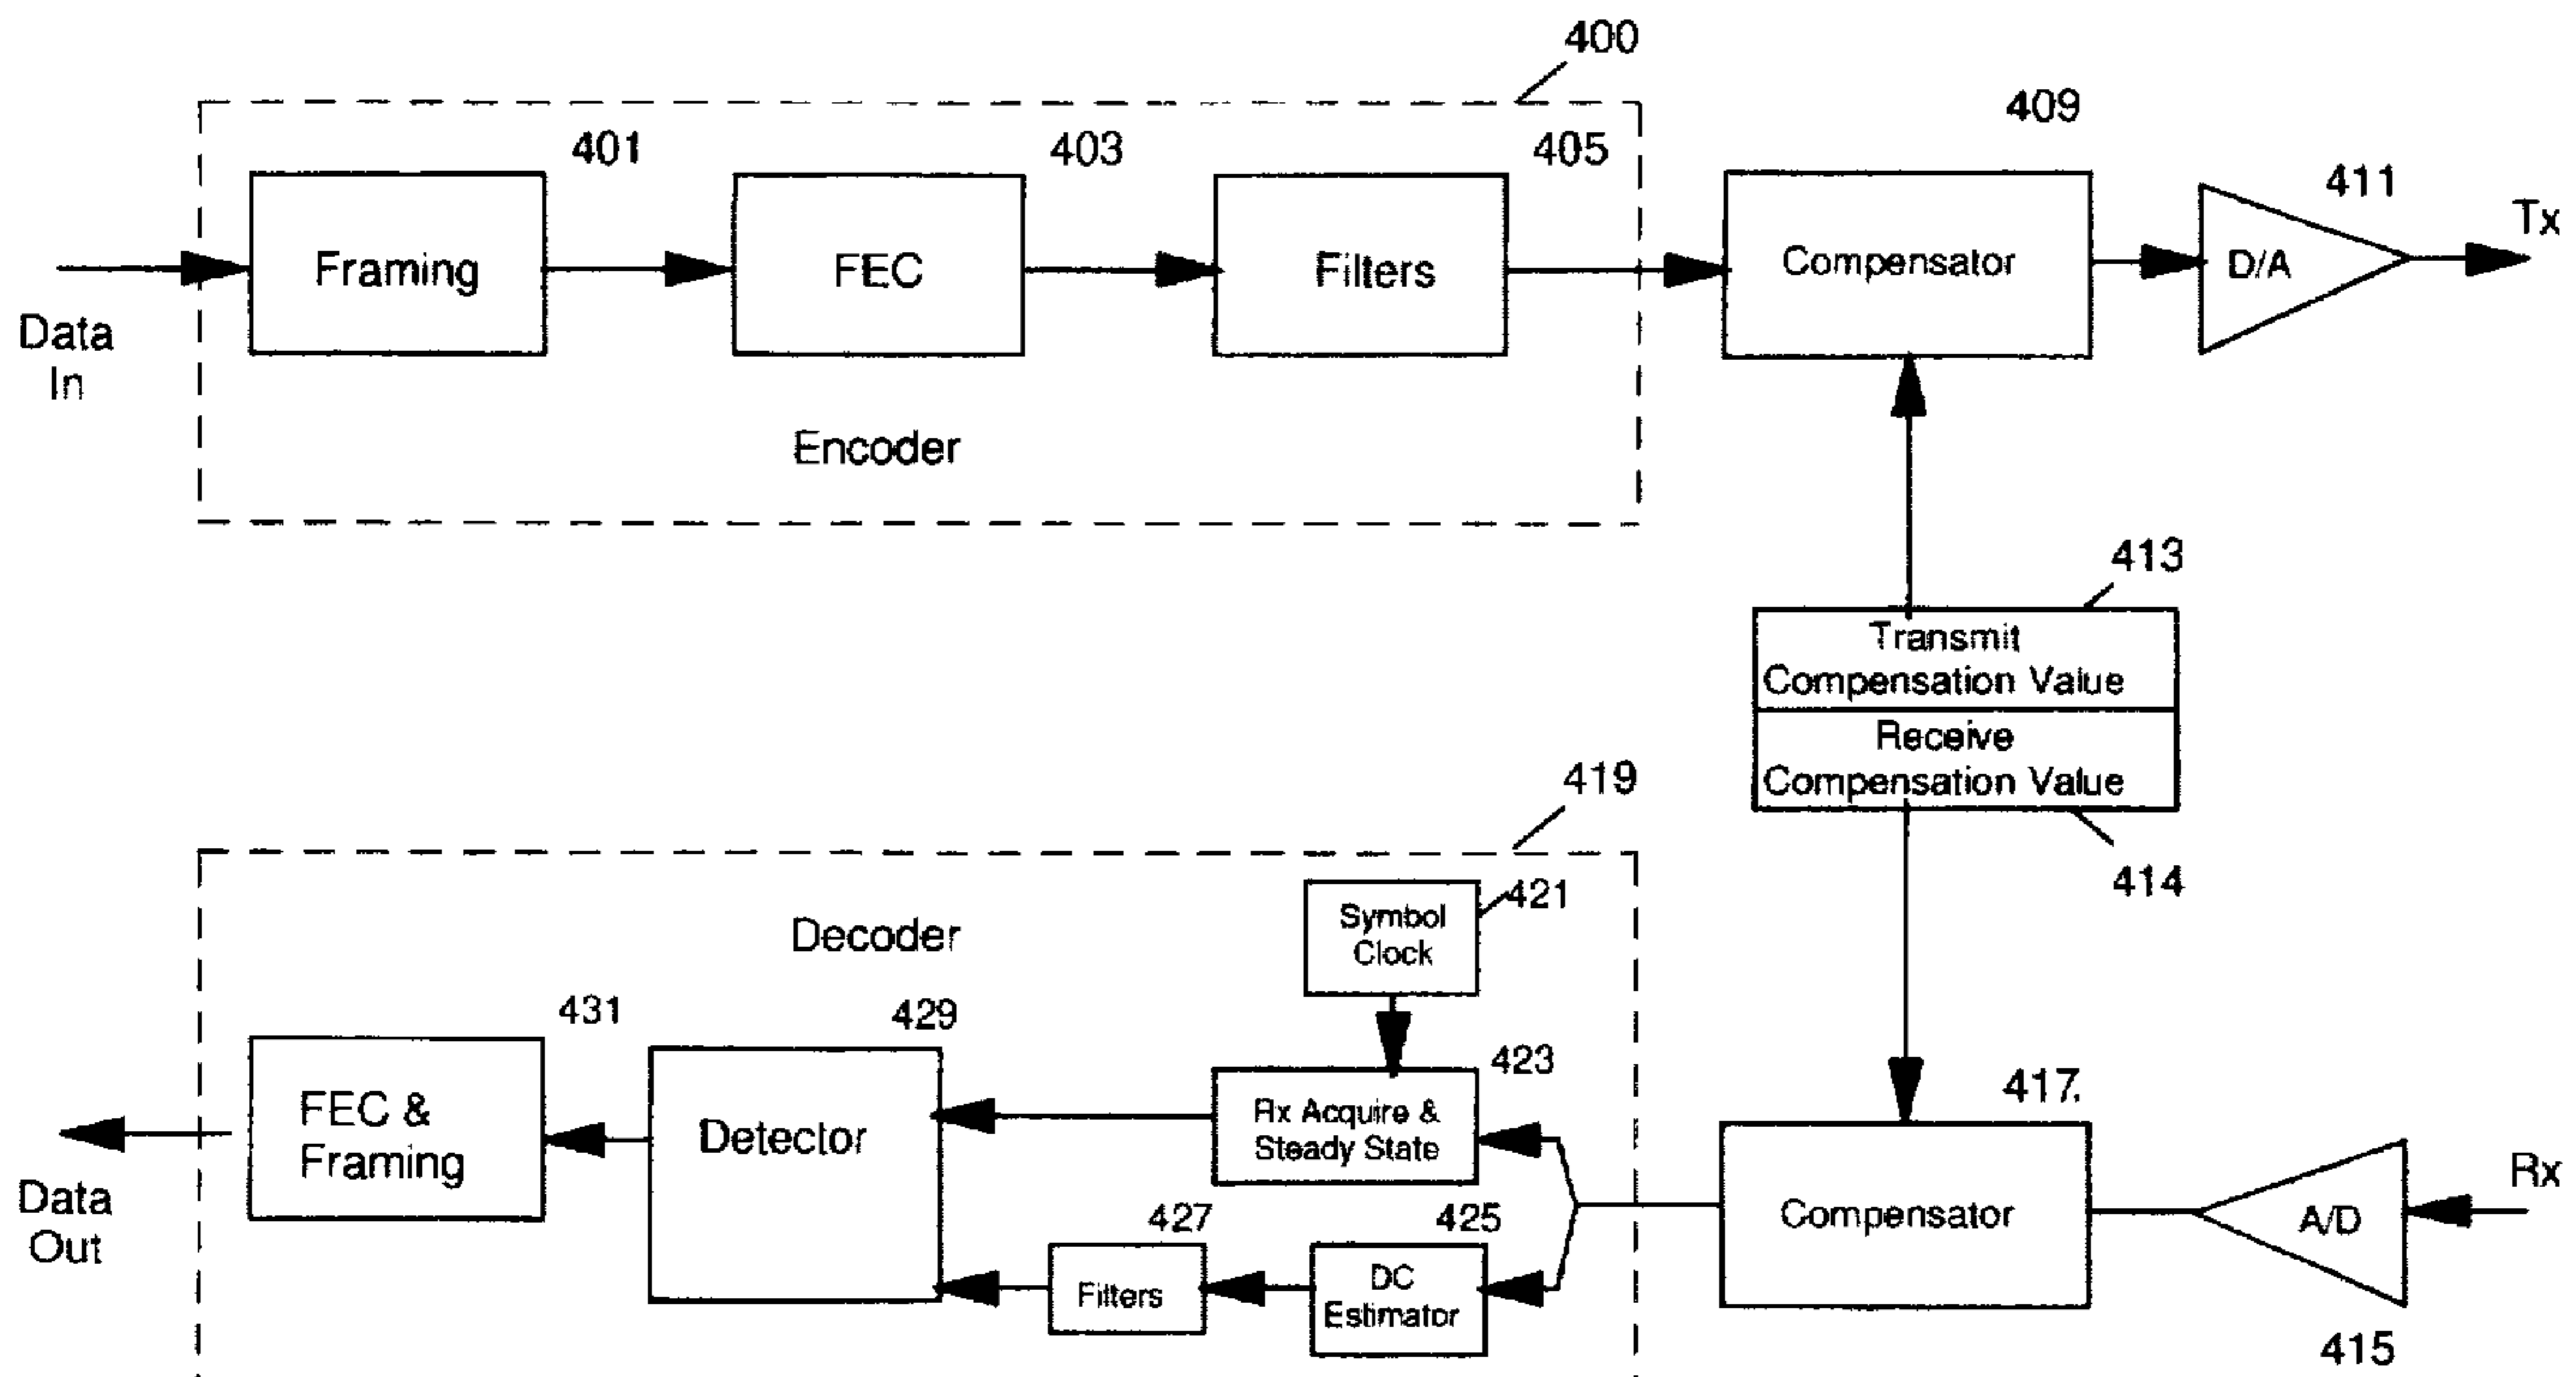 400
409
401
403
405
411
Tx
Framing
FEC
Filters
Compensator
D/A
Data
In
Encoder
413
Transmit
Compensation Value
Receive
Compensation Value
414
419
421
Symbol
Clock
Decoder
431
429
423
417.
FEC &
Framing
Detector
Rx Acquire &
Steady State
Rx
Data
Out
427
425
Filters
DC
Estimator
Compensator
A/D
415